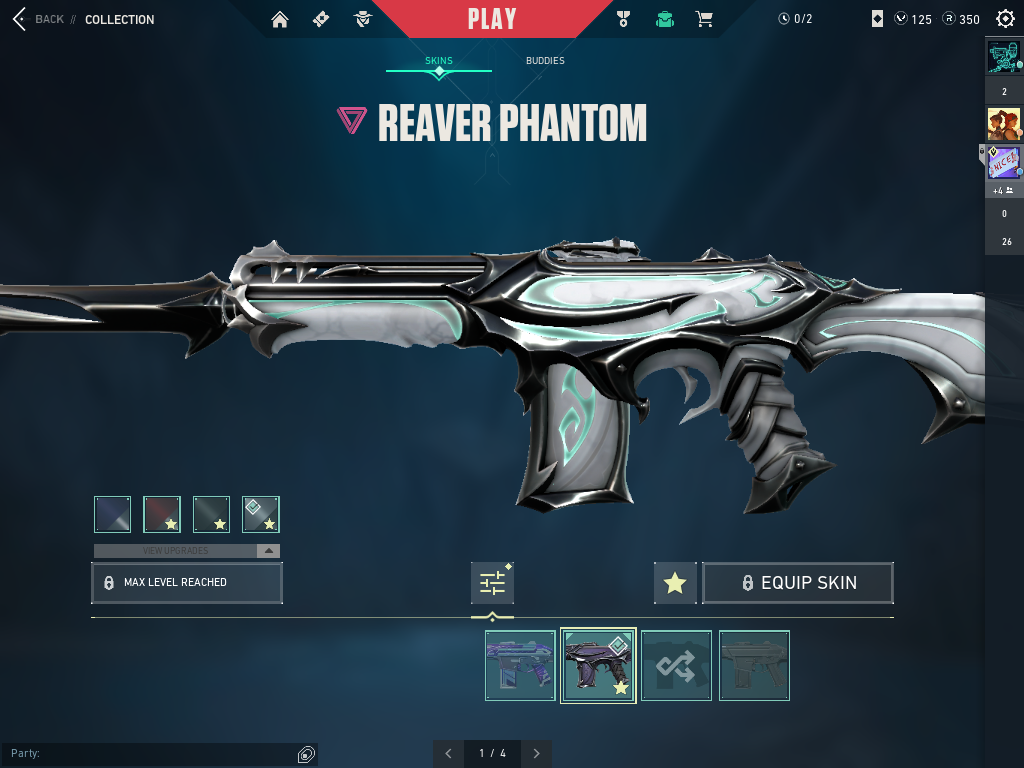 BACK // COLLECTION
PLAY
0/2
125
350
SKINS
BUDDIES
REAVER PHANTOM
2
NICE!
+4
0
26
VIEW UPGRADES
MAX LEVEL REACHED
EQUIP SKIN
Party:
1 / 4